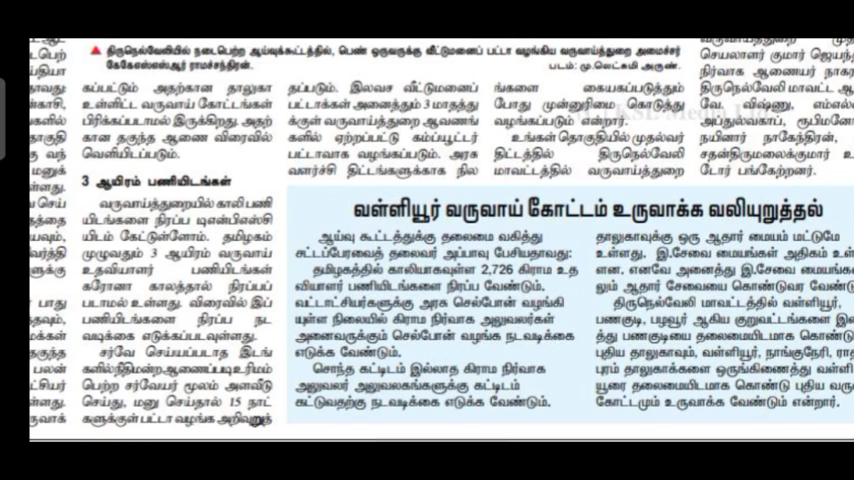 திருநெல்வேலியில் நடைபெற்ற ஆய்வுக்கூட்டத்தில், பெண் ஒருவருக்கு வீட்டுமனைப் பட்டா வழங்கிய வருவாய்த்துறை அமைச்சர்
கேகேஎஸ்எஸ்ஆர் ராமச்சந்திரன்.
படம்: மு.லெட்சுமி அருண்.
கப்பட்டும் அதற்கான தாலுகா
உள்ளிட்ட வருவாய் கோட்டங்கள்
பிரிக்கப்படாமல் இருக்கிறது. அதற்
கான தகுந்த ஆணை விரைவில்
வெளியிடப்படும்.
3 ஆயிரம் பணியிடங்கள்
வருவாய்த்துறையில் காலி பணி
யிடங்களை நிரப்ப டிஎன்பிஎஸ்சி
யிடம் கேட்டுள்ளோம். தமிழகம்
முழுவதும் 3 ஆயிரம் வருவாய்
உதவியாளர் பணியிடங்கள்
கரோனா காலத்தால் நிரப்பப்
படாமல் உள்ளது. விரைவில் இப்
பணியிடங்களை நிரப்ப நட
வடிக்கை எடுக்கப்படவுள்ளது.
சர்வே செய்யப்படாத இடங்
களில் நீதிமன்ற ஆணைப்படி உரிமம்
பெற்ற சர்வேயர் மூலம் அளவீடு
செய்து, மனு செய்தால் 15 நாட்
களுக்குள் பட்டா வழங்க அறிவுறுத்
தப்படும். இலவச வீட்டுமனைப்
பட்டாக்கள் அனைத்தும் 3 மாதத்து
க்குள் வருவாய்த்துறை ஆவணங்
களில் ஏற்றப்பட்டு கம்ப்யூட்டர்
பட்டாவாக வழங்கப்படும். அரசு
வளர்ச்சி திட்டங்களுக்காக நில
ங்களை கையகப்படுத்தும்
போது முன்னுரிமை கொடுத்து
வழங்கப்படும் என்றார்.
உங்கள் தொகுதியில் முதல்வர்
திட்டத்தில் திருநெல்வேலி
மாவட்டத்தில் வருவாய்த்துறை
செயலாளர் குமார் ஜெயந்
நிர்வாக ஆணையர் நாகரா
திருநெல்வேலி மாவட்ட ஆ
வே. விஷ்ணு, எம்எல்
அப்துல்வகாப், ரூபிமனோ
நயினார் நாகேந்திரன்,
சதன்திருமலைக்குமார் உ
டோர் பங்கேற்றனர்.
வள்ளியூர் வருவாய் கோட்டம் உருவாக்க வலியுறுத்தல்
ஆய்வு கூட்டத்துக்கு தலைமை வகித்து
சட்டப்பேரவைத் தலைவர் அப்பாவு பேசியதாவது:
தமிழகத்தில் காலியாகவுள்ள 2,726 கிராம உத
வியாளர் பணியிடங்களை நிரப்ப வேண்டும்.
வட்டாட்சியர்களுக்கு அரசு செல்போன் வழங்கி
யுள்ள நிலையில் கிராம நிர்வாக அலுவலர்கள்
அனைவருக்கும் செல்போன் வழங்க நடவடிக்கை
எடுக்க வேண்டும்.
சொந்த கட்டிடம் இல்லாத கிராம நிர்வாக
அலுவலர் அலுவலகங்களுக்கு கட்டிடம்
கட்டுவதற்கு நடவடிக்கை எடுக்க வேண்டும்.
தாலுகாவுக்கு ஒரு ஆதார் மையம் மட்டுமே
உள்ளது. இ.சேவை மையங்கள் அதிகம் உள்
ளன. எனவே அனைத்து இ.சேவை மையங்க
லும் ஆதார் சேவையை கொண்டுவர வேண்டு
திருநெல்வேலி மாவட்டத்தில் வள்ளியூர்,
பணகுடி, பழவூர் ஆகிய குறுவட்டங்களை இ
த்து பணகுடியை தலைமையிடமாக கொண்டு
புதிய தாலுகாவும், வள்ளியூர், நாங்குநேரி, ராத
புரம் தாலுகாக்களை ஒருங்கிணைத்து வள்ளி
யூரை தலைமையிடமாக கொண்டு புதிய வரு
கோட்டமும் உருவாக்க வேண்டும் என்றார்.